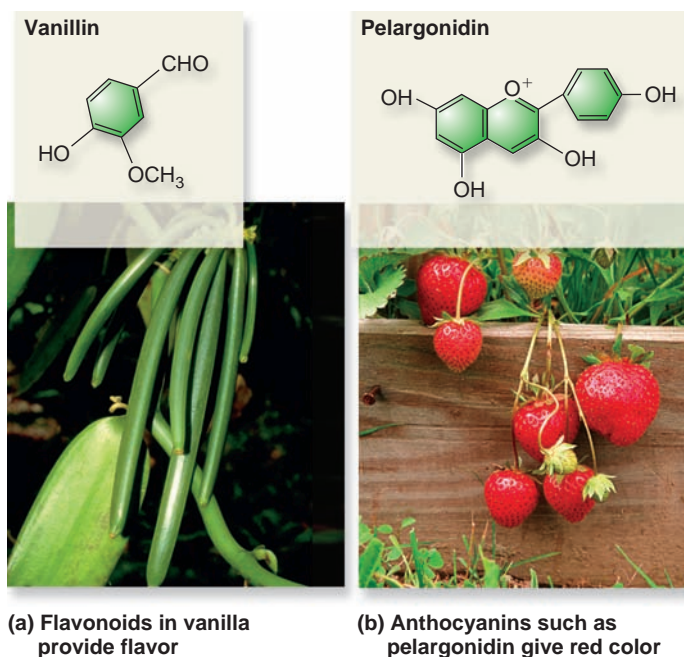 Vanillin
CHO
HO
OCH3
(a) Flavonoids in vanilla
provide flavor
Pelargonidin
O+
OH
OH
OH
OH
(b) Anthocyanins such as
pelargonidin give red color